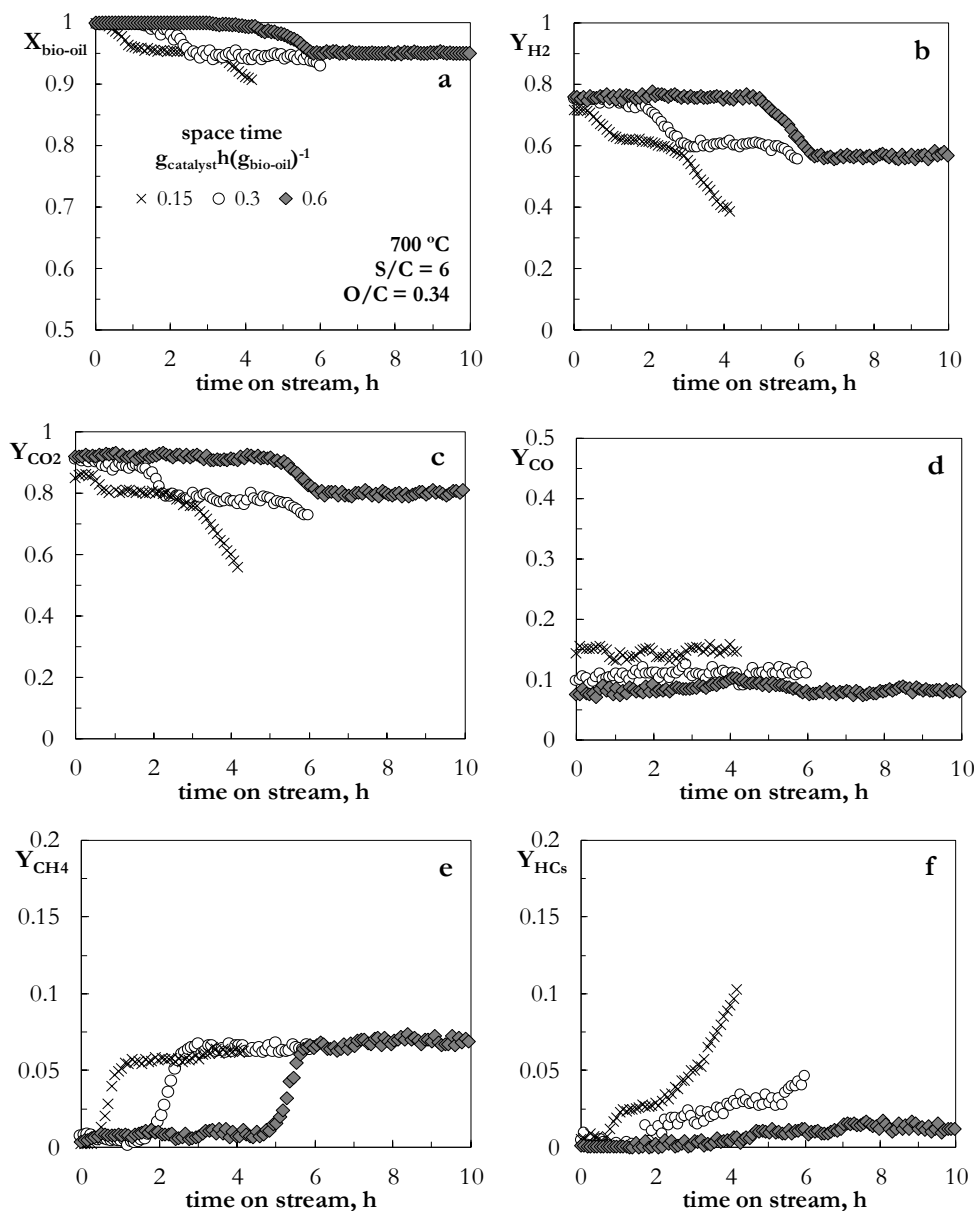 X_bio-oil
1
0.9
0.8
0.7
0.6
0.5
a
space time
g_catalyst h(g_bio-oil)^-1
× 0.15 ○ 0.3 ◆ 0.6
700 ºC
S/C = 6
O/C = 0.34
0 2 4 6 8 10
time on stream, h
Y_H2
1
0.8
0.6
0.4
0.2
0
b
0 2 4 6 8 10
time on stream, h
Y_CO2
1
0.8
0.6
0.4
0.2
0
c
0 2 4 6 8 10
time on stream, h
Y_CO
0.5
0.4
0.3
0.2
0.1
0
d
0 2 4 6 8 10
time on stream, h
Y_CH4
0.2
0.15
0.1
0.05
0
e
0 2 4 6 8 10
time on stream, h
Y_HCs
0.2
0.15
0.1
0.05
0
f
0 2 4 6 8 10
time on stream, h